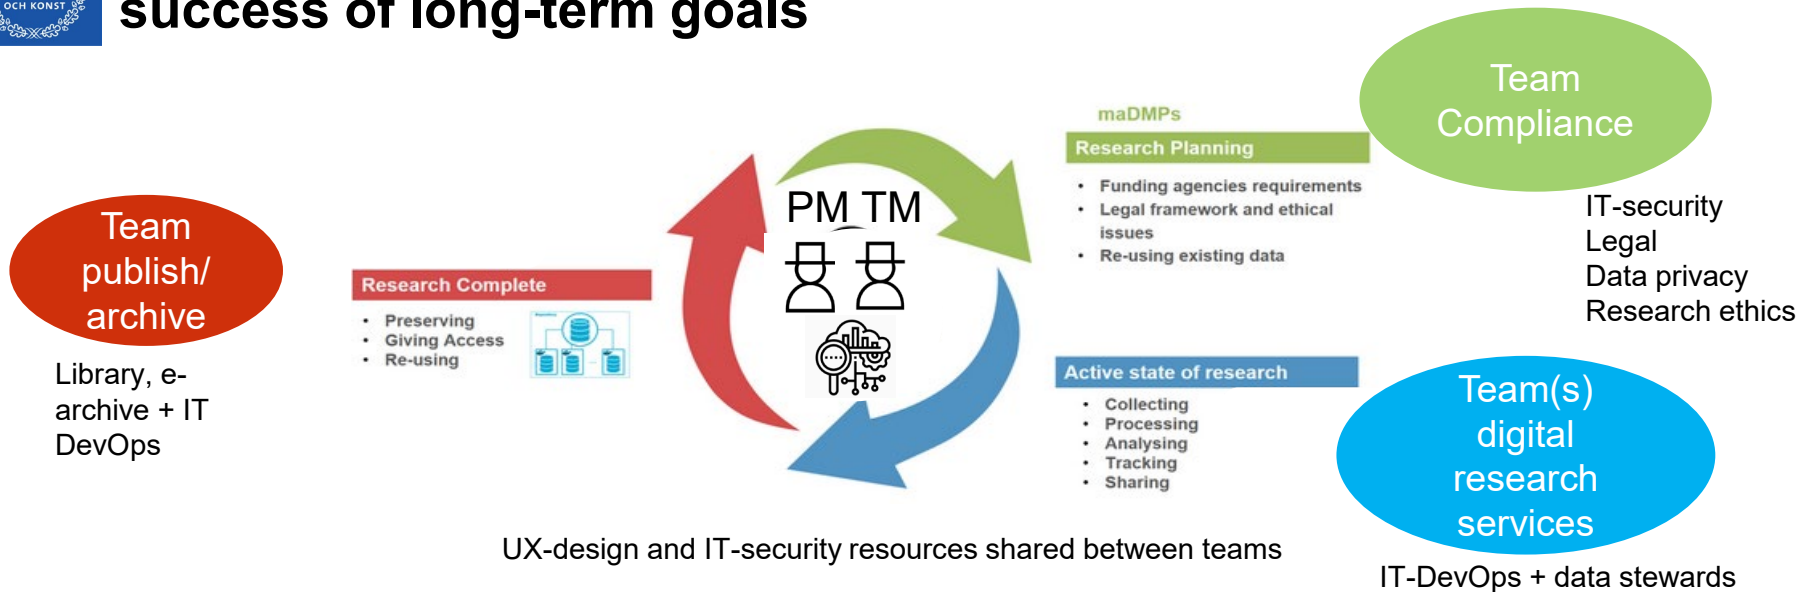 OCH KONST
success of long-term goals
Team
Compliance
maDMPs
Research Planning
• Funding agencies requirements
• Legal framework and ethical
issues
• Re-using existing data
IT-security
Legal
Data privacy
Research ethics
PM TM
Team
publish/
archive
Library, e-
archive + IT
DevOps
Research Complete
• Preserving
• Giving Access
• Re-using
Active state of research
• Collecting
• Processing
• Analysing
• Tracking
• Sharing
Team(s)
digital
research
services
IT-DevOps + data stewards
UX-design and IT-security resources shared between teams